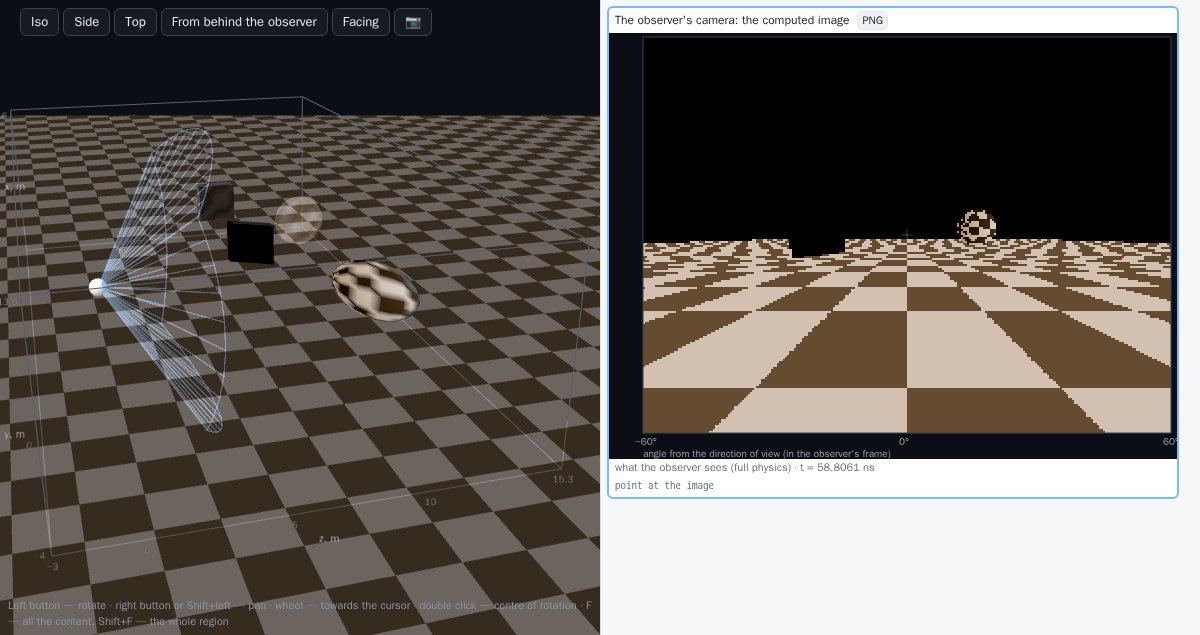 Iso Side Top From behind the observer Facing
The observer's camera: the computed image PNG
x, m
y, m
0
-4
-3
0
5
10
15.3
z, m
Left button — rotate · right button or Shift+left — pan · wheel — towards the cursor · double click — centre of rotation · F
— all the content, Shift+F — the whole region
−60° 0° 60°
angle from the direction of view (in the observer's frame)
what the observer sees (full physics) · t = 58.8061 ns
point at the image